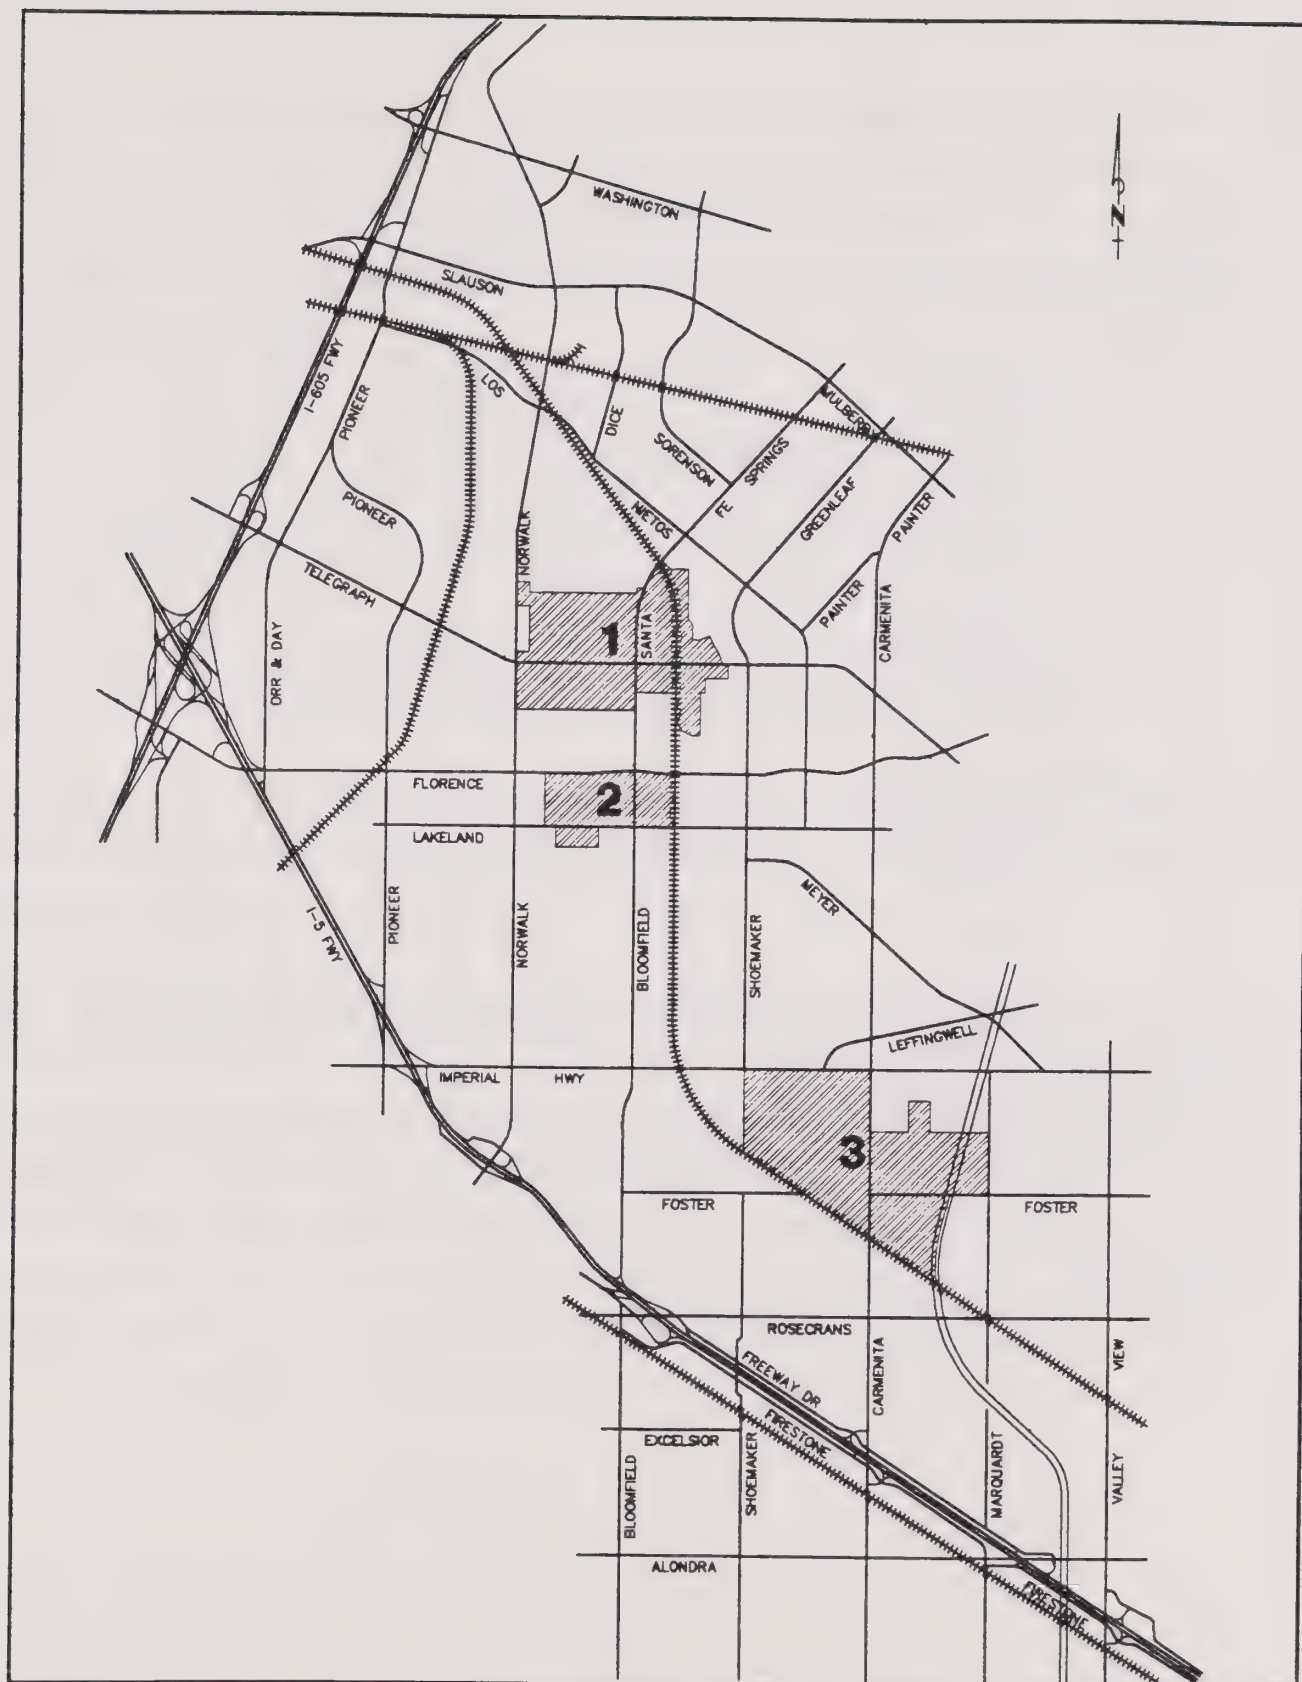 WASHINGTON
SLAUSON
N
I-605 FWY
PIONEER
LOS
DICE
MULBERRY
SORENSON
SPRINGS
FE
NIETOS
GREENLEAF
PAINTER
PIONEER
NORWALK
TELEGRAPH
PAINTER
CARMENITA
ORR & DAY
1
SANTA
FLORENCE
2
LAKELAND
MEYER
PIONEER
NORWALK
BLOOMFIELD
SHOEMAKER
I-5 FWY
LEFFINGWELL
IMPERIAL HWY
3
FOSTER
FOSTER
ROSECRANS
FREEWAY DR
CARMENITA
VIEW
FIRESTONE
EXCELSIOR
BLOOMFIELD
SHOEMAKER
MARQUARDT
VALLEY
ALONDRA
FIRESTONE